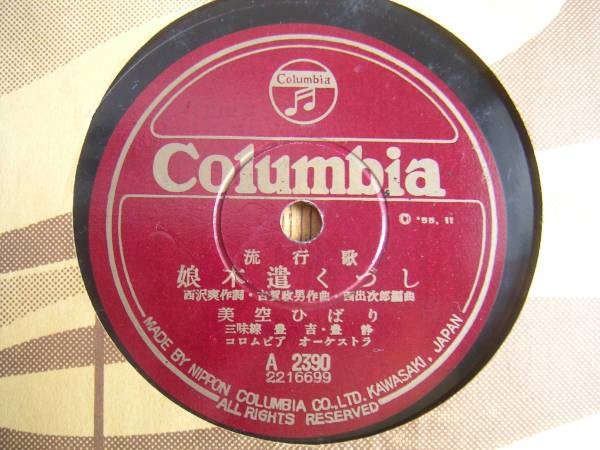 Columbia
Columbia
© '55. 11
流行歌
娘木遣くづし
西沢爽作詞・古賀政男作曲・西出次郎編曲
美空ひばり
三味線 豊吉・豊静
コロムビア オーケストラ
A 2390
2216699
MADE BY NIPPON COLUMBIA CO., LTD. KAWASAKI, JAPAN
ALL RIGHTS RESERVED